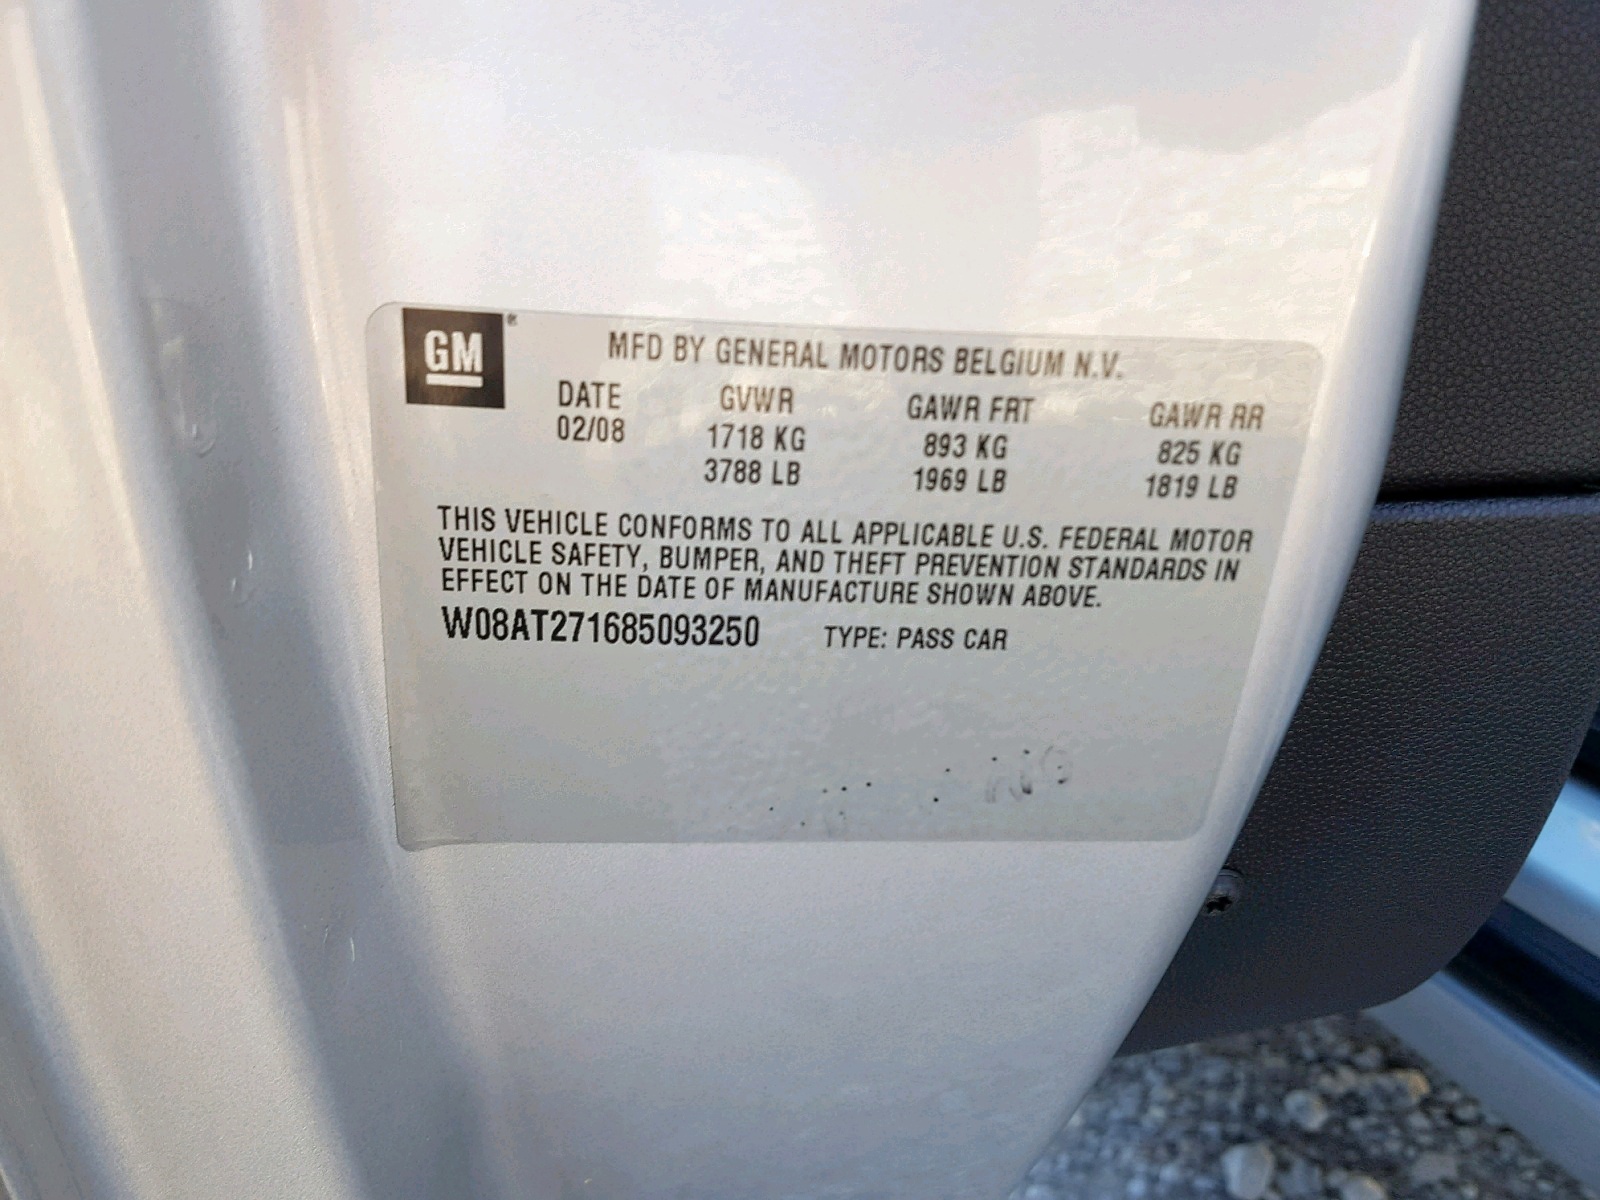 GM®
MFD BY GENERAL MOTORS BELGIUM N.V.
DATE GVWR GAWR FRT GAWR RR
02/08 1718 KG 893 KG 825 KG
3788 LB 1969 LB 1819 LB
THIS VEHICLE CONFORMS TO ALL APPLICABLE U.S. FEDERAL MOTOR
VEHICLE SAFETY, BUMPER, AND THEFT PREVENTION STANDARDS IN
EFFECT ON THE DATE OF MANUFACTURE SHOWN ABOVE.
W08AT271685093250 TYPE: PASS CAR